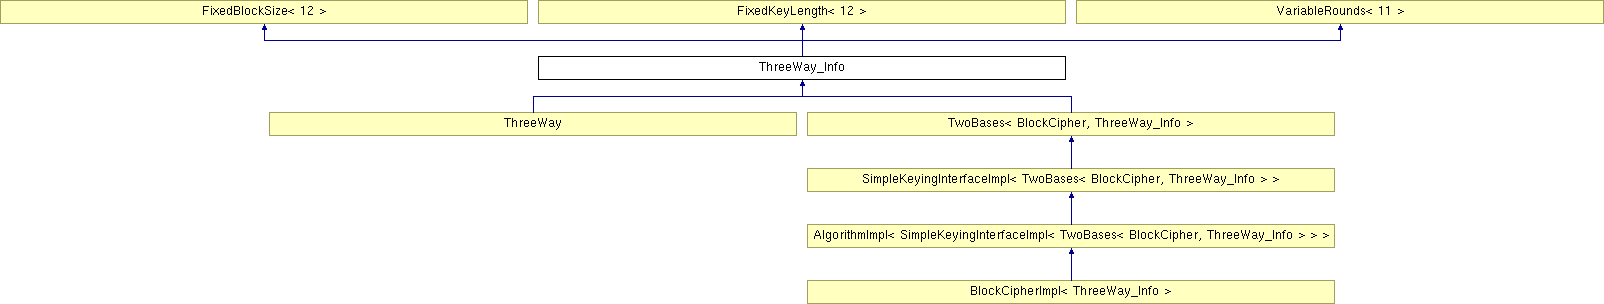 FixedBlockSize< 12 >
FixedKeyLength< 12 >
VariableRounds< 11 >
ThreeWay_Info
ThreeWay
TwoBases< BlockCipher, ThreeWay_Info >
SimpleKeyingInterfaceImpl< TwoBases< BlockCipher, ThreeWay_Info > >
AlgorithmImpl< SimpleKeyingInterfaceImpl< TwoBases< BlockCipher, ThreeWay_Info > > >
BlockCipherImpl< ThreeWay_Info >